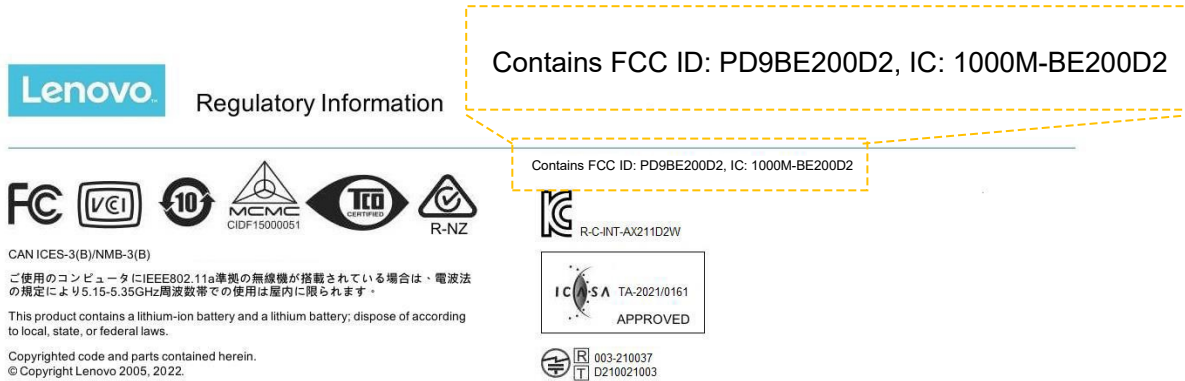 Contains FCC ID: PD9BE200D2, IC: 1000M-BE200D2
Lenovo
Regulatory Information
Contains FCC ID: PD9BE200D2, IC: 1000M-BE200D2
FC VCI 10 MCMC TCO CERTIFIED
CIDF15000051
R-NZ
R-C-INT-AX211D2W
CAN ICES-3(B)/NMB-3(B)
ご使用のコンピュータにIEEE802.11a準拠の無線機が搭載されている場合は、電波法
の規定により5.15-5.35GHz周波数帯での使用は屋内に限られます。
This product contains a lithium-ion battery and a lithium battery; dispose of according
to local, state, or federal laws.
Copyrighted code and parts contained herein.
© Copyright Lenovo 2005, 2022.
ICASA TA-2021/0161
APPROVED
R 003-210037
T D210021003